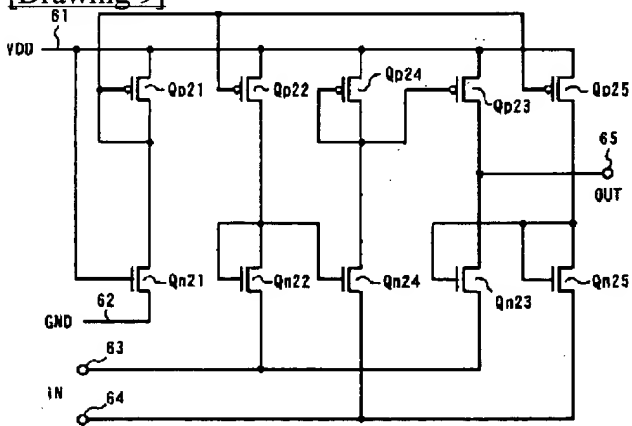 [Drawing 9]
61
VDD
Qp21
Qp22
Qp24
Qp23
Qp25
65
OUT
Qn21
Qn22
Qn24
Qn23
Qn25
62
GND
63
IN
64